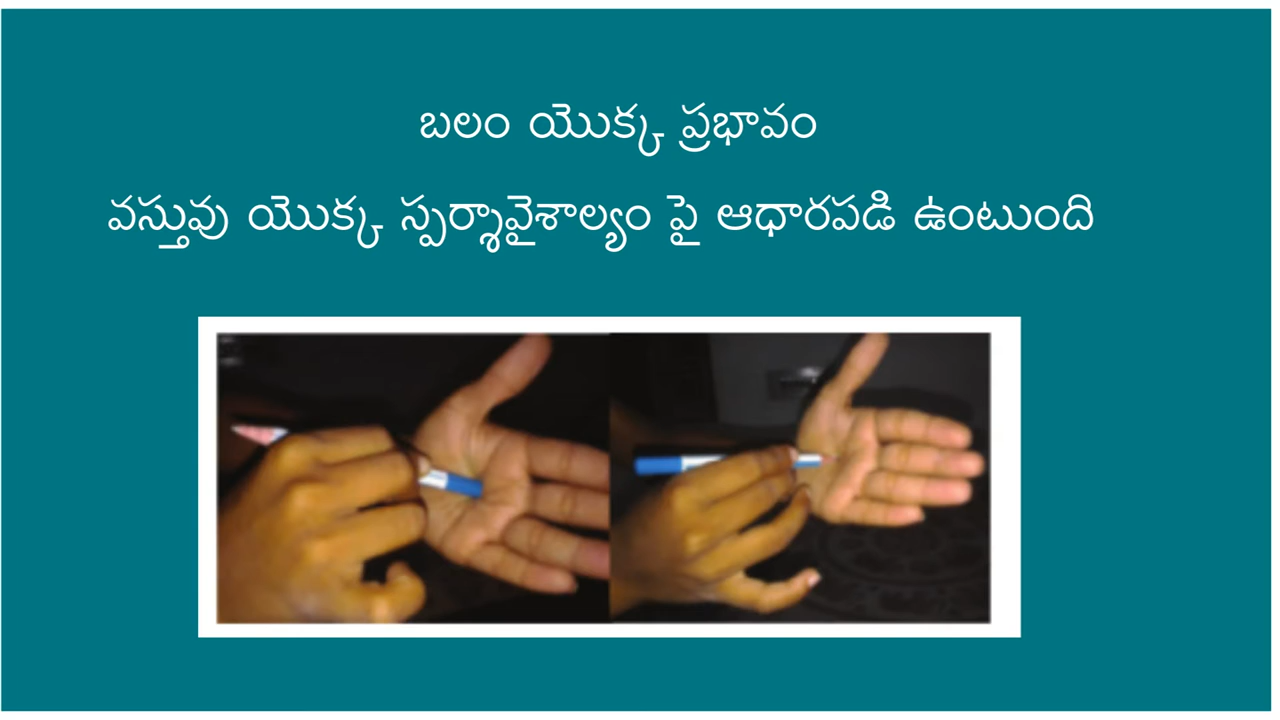 బలం యొక్క ప్రభావం
వస్తువు యొక్క స్పర్శావైశాల్యం పై ఆధారపడి ఉంటుంది